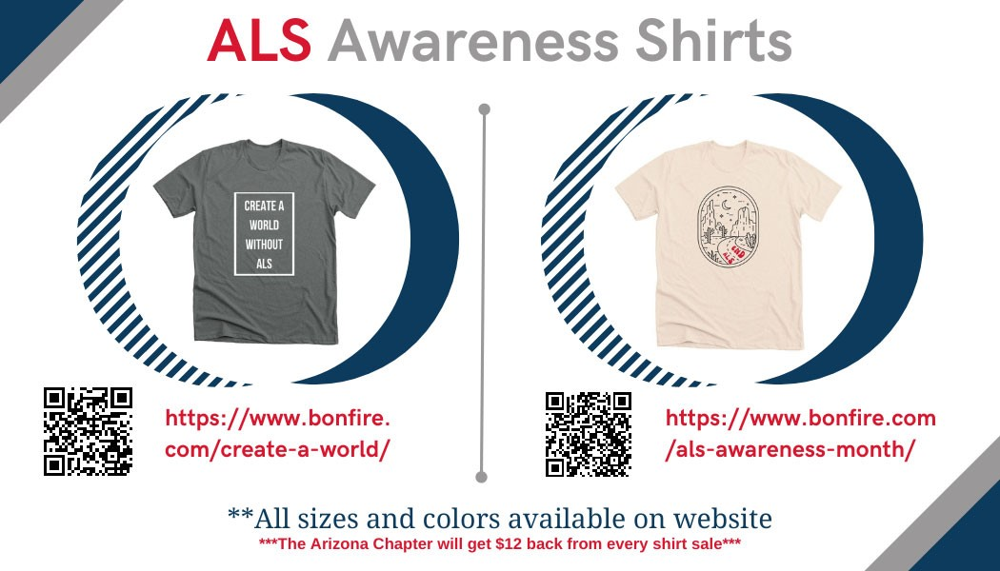 ALS Awareness Shirts
CREATE A
WORLD
WITHOUT
ALS
END
ALS
https://www.bonfire.
com/create-a-world/
https://www.bonfire.com
/als-awareness-month/
**All sizes and colors available on website
***The Arizona Chapter will get $12 back from every shirt sale***